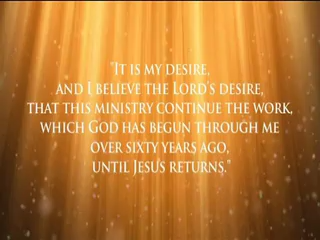 "It is my desire,
and I believe the Lord's desire,
that this ministry continue the work,
which God has begun through me
over sixty years ago,
until Jesus returns."